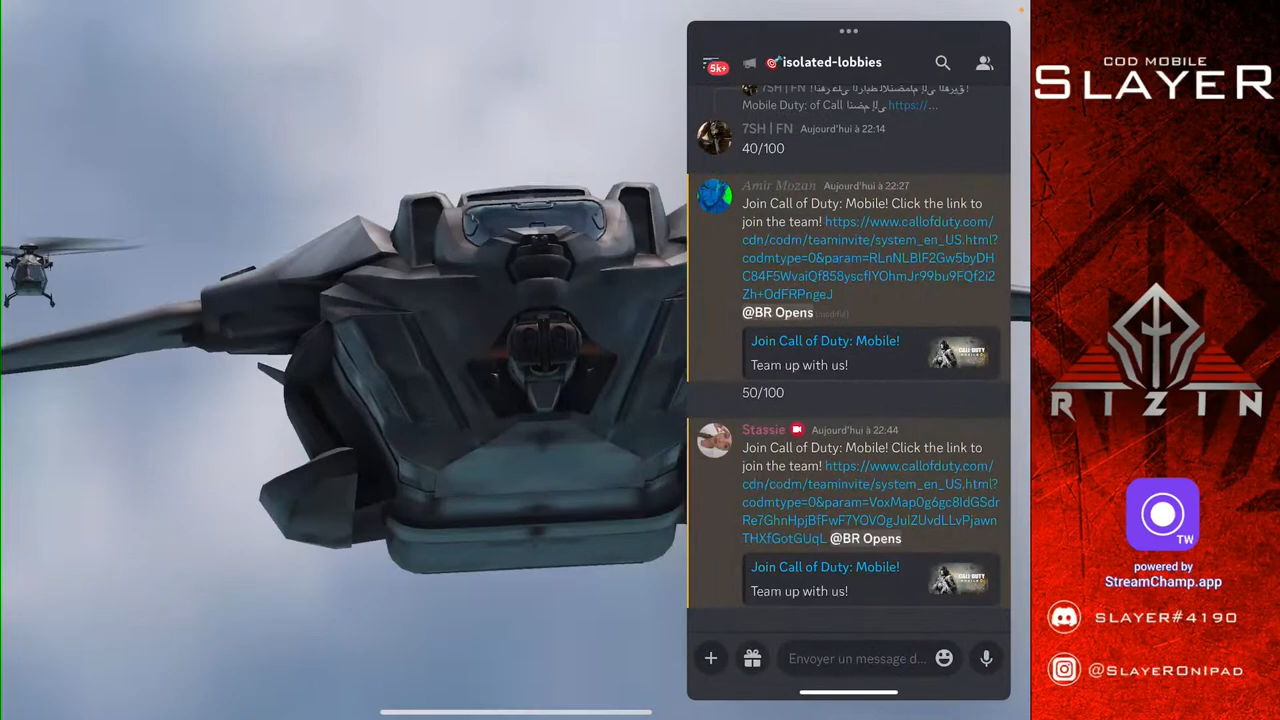 5k+
isolated-lobbies
7SH | FN
Mobile Duty: of Call
https://...
7SH | FN Aujourd'hui à 22:14
40/100
Amir Mozan Aujourd'hui à 22:27
Join Call of Duty: Mobile! Click the link to
join the team! https://www.callofduty.com/
cdn/codm/teaminvite/system_en_US.html?
codmtype=0&param=RLnNLBlF2Gw5byDH
C84F5WvaiQf858yscfIYOhmJr99bu9FQf2i2
Zh+OdFRPngeJ
@BR Opens (modifié)
Join Call of Duty: Mobile!
Team up with us!
50/100
Stassie Aujourd'hui à 22:44
Join Call of Duty: Mobile! Click the link to
join the team! https://www.callofduty.com/
cdn/codm/teaminvite/system_en_US.html?
codmtype=0&param=VoxMap0g6gc8IdGSdr
Re7GhnHpjBfFwF7YOVOgJulZUvdLLvPjawn
THXfGotGUqL @BR Opens
Join Call of Duty: Mobile!
Team up with us!
Envoyer un message d...
COD MOBILE
SLAYER
RIZIN
TW
powered by
StreamChamp.app
SLAYER#4190
@SlayerOnIpad